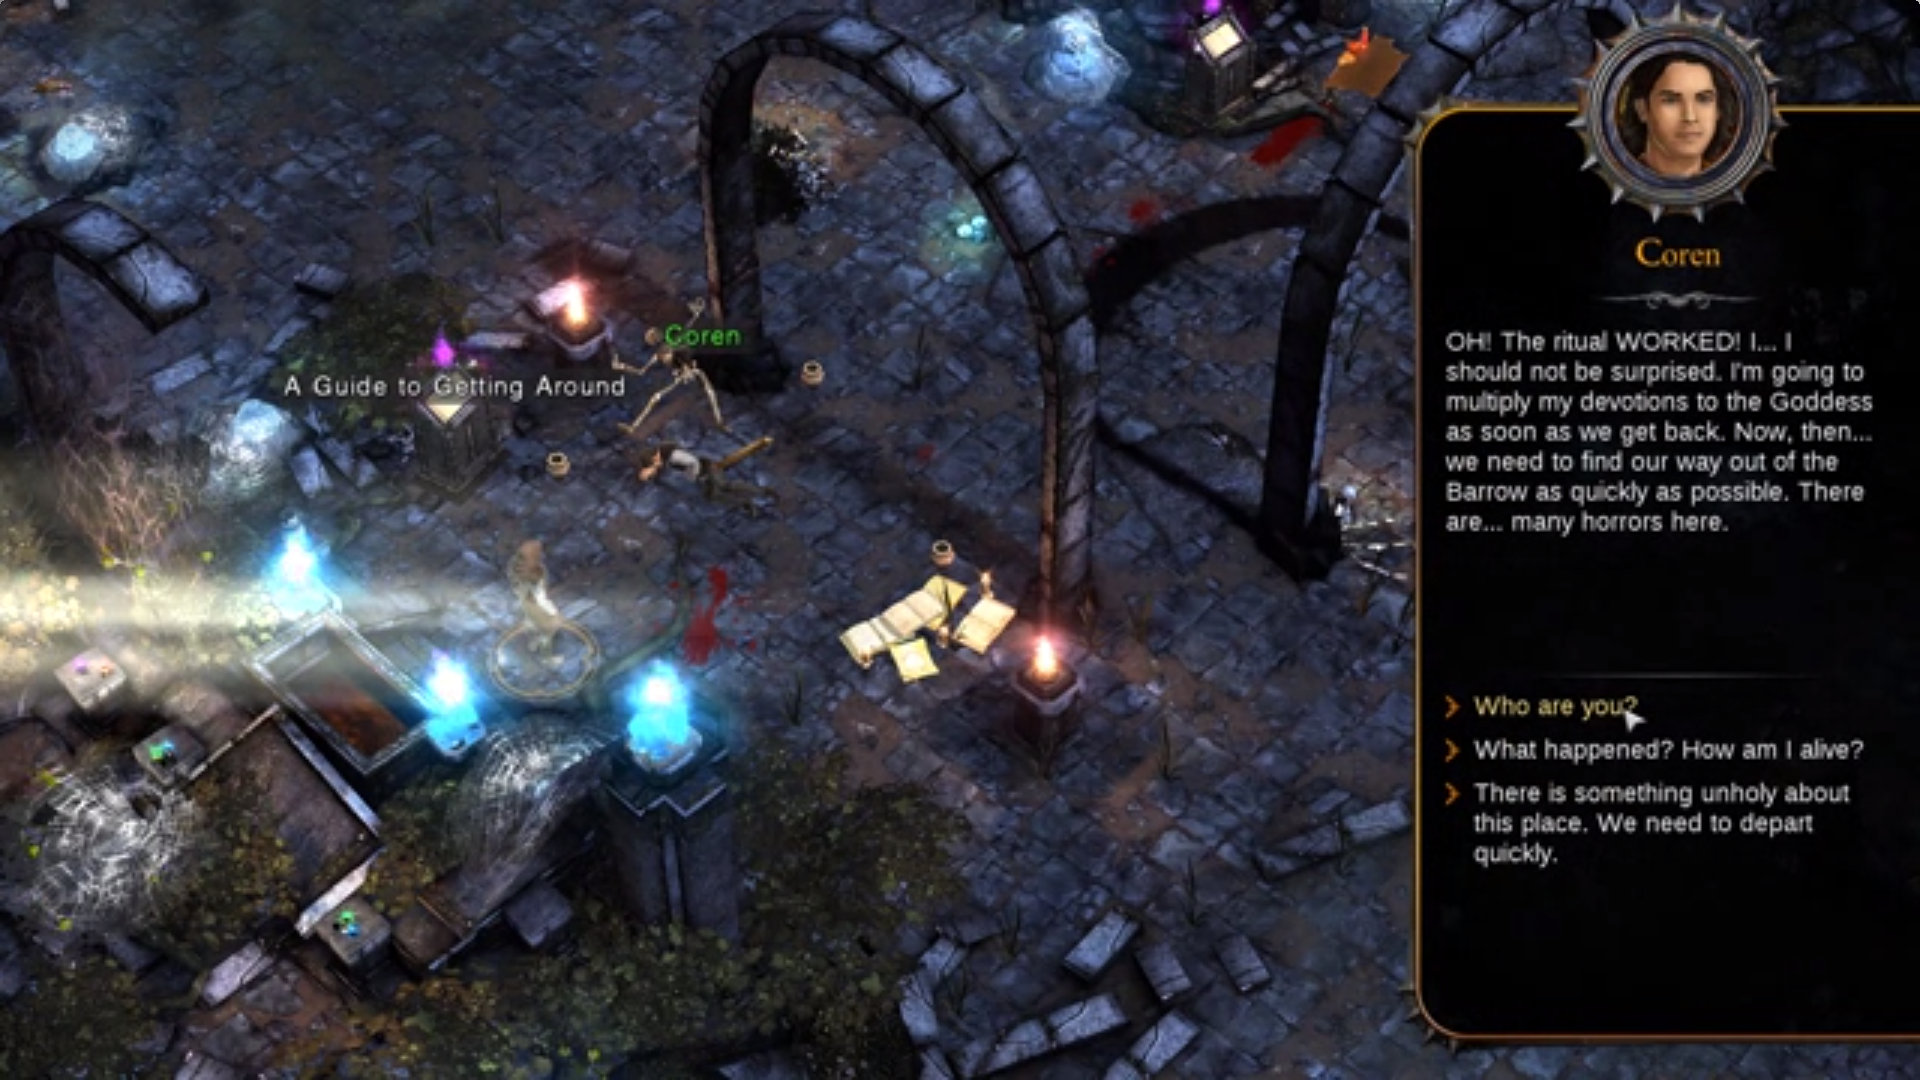 Coren
A Guide to Getting Around
Coren
OH! The ritual WORKED! I... I
should not be surprised. I'm going to
multiply my devotions to the Goddess
as soon as we get back. Now, then...
we need to find our way out of the
Barrow as quickly as possible. There
are... many horrors here.
Who are you?
What happened? How am I alive?
There is something unholy about
this place. We need to depart
quickly.